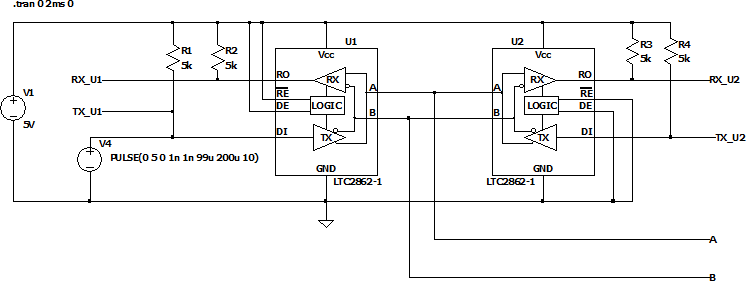 .tran 0 2ms 0
U1
U2
Vcc
Vcc
R1
5k
R2
5k
R3
5k
R4
5k
RX_U1
RO
RX
A
A
RX
RO
RX_U2
V1
5V
RE
DE
LOGIC
B
B
LOGIC
RE
DE
TX_U1
DI
TX
TX
DI
TX_U2
V4
PULSE(0 5 0 1n 1n 99u 200u 10)
GND
GND
LTC2862-1
LTC2862-1
A
B